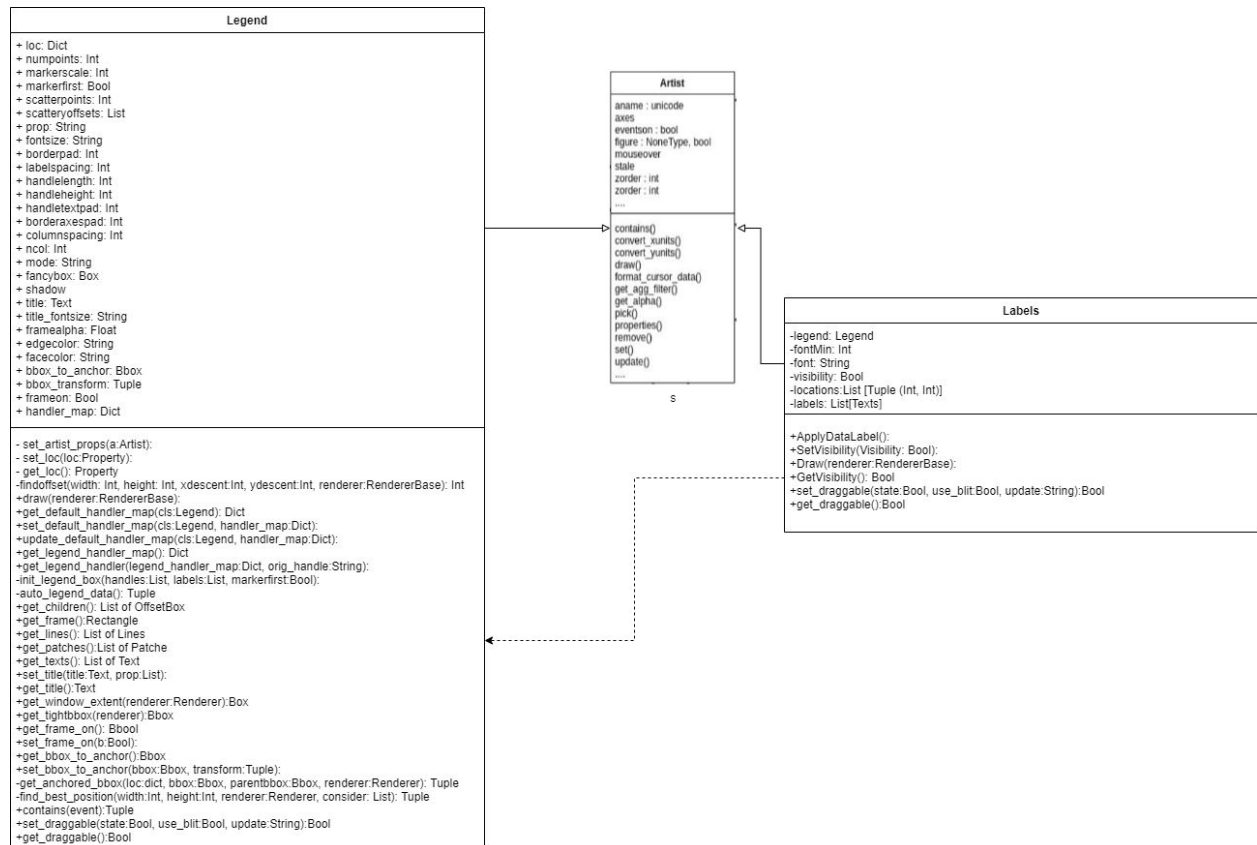 Legend
+ loc: Dict
+ numpoints: Int
+ markerscale: Int
+ markerfirst: Bool
+ scatterpoints: Int
+ scatteryoffsets: List
+ prop: String
+ fontsize: String
+ borderpad: Int
+ labelspacing: Int
+ handlelength: Int
+ handleheight: Int
+ handletextpad: Int
+ borderaxespad: Int
+ columnspacing: Int
+ ncol: Int
+ mode: String
+ fancybox: Box
+ shadow
+ title: Text
+ title_fontsize: String
+ framealpha: Float
+ edgecolor: String
+ facecolor: String
+ bbox_to_anchor: Bbox
+ bbox_transform: Tuple
+ frameon: Bool
+ handler_map: Dict
- set_artist_props(a:Artist):
- set_loc(loc:Property):
- get_loc(): Property
-findoffset(width: Int, height: Int, xdescent:Int, ydescent:Int, renderer:RendererBase): Int
+draw(renderer:RendererBase):
+get_default_handler_map(cls:Legend): Dict
+set_default_handler_map(cls:Legend, handler_map:Dict):
+update_default_handler_map(cls:Legend, handler_map:Dict):
+get_legend_handler_map(): Dict
+get_legend_handler(legend_handler_map:Dict, orig_handle:String):
-init_legend_box(handles:List, labels:List, markerfirst:Bool):
-auto_legend_data(): Tuple
+get_children(): List of OffsetBox
+get_frame():Rectangle
+get_lines(): List of Lines
+get_patches():List of Patche
+get_texts(): List of Text
+set_title(title:Text, prop:List):
+get_title():Text
+get_window_extent(renderer:Renderer):Box
+get_tightbbox(renderer):Bbox
+get_frame_on(): Bbool
+set_frame_on(b:Bool):
+get_bbox_to_anchor():Bbox
+set_bbox_to_anchor(bbox:Bbox, transform:Tuple):
-get_anchored_bbox(loc:dict, bbox:Bbox, parentbbox:Bbox, renderer:Renderer): Tuple
-find_best_position(width:Int, height:Int, renderer:Renderer, consider: List): Tuple
+contains(event):Tuple
+set_draggable(state:Bool, use_blit:Bool, update:String):Bool
+get_draggable():Bool
Artist
aname : unicode
axes
eventson : bool
figure : NoneType, bool
mouseover
stale
zorder : int
zorder : int
....
contains()
convert_xunits()
convert_yunits()
draw()
format_cursor_data()
get_agg_filter()
get_alpha()
pick()
properties()
remove()
set()
update()
....
s
Labels
-legend: Legend
-fontMin: Int
-font: String
-visibility: Bool
-locations:List [Tuple (Int, Int)]
-labels: List[Texts]
+ApplyDataLabel():
+SetVisibility(Visibility: Bool):
+Draw(renderer:RendererBase):
+GetVisibility(): Bool
+set_draggable(state:Bool, use_blit:Bool, update:String):Bool
+get_draggable():Bool